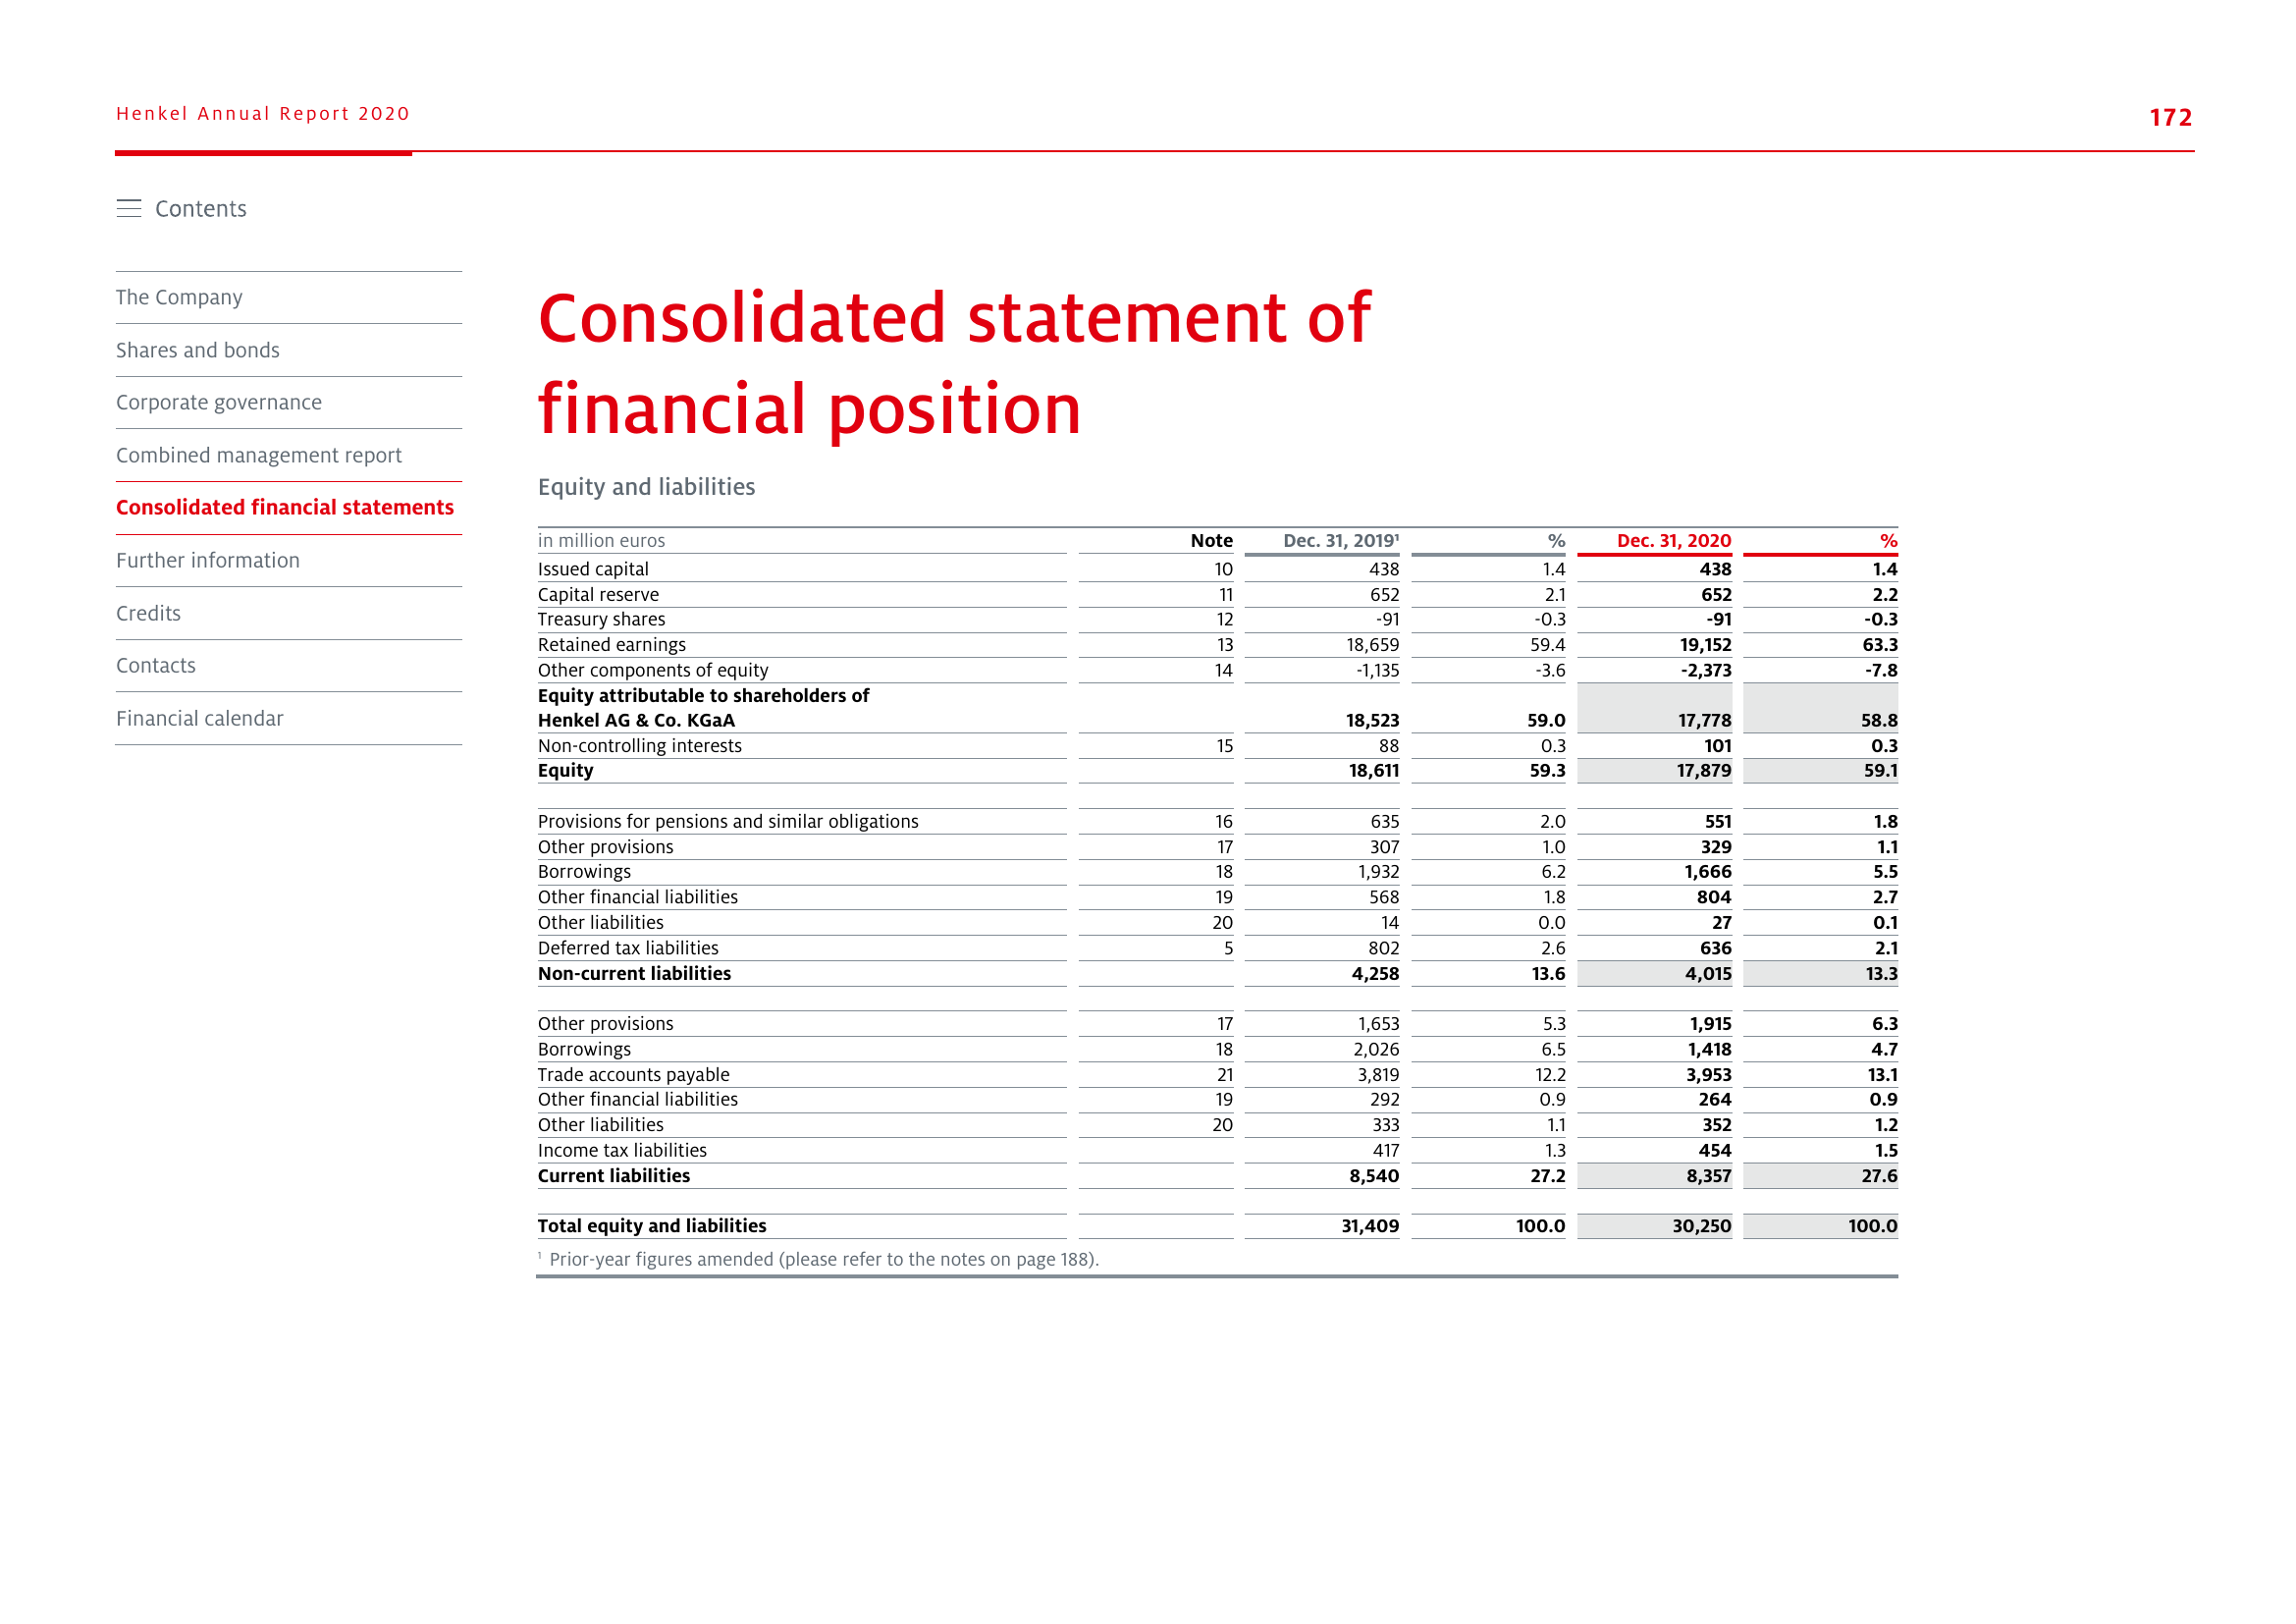 Henkel Annual Report 2020
172
Contents
The Company
Shares and bonds
Corporate governance
Combined management report
Consolidated financial statements
Further information
Credits
Contacts
Financial calendar
Consolidated statement of
financial position
Equity and liabilities
in million euros Note Dec. 31, 2019¹ % Dec. 31, 2020 %
Issued capital 10 438 1.4 438 1.4
Capital reserve 11 652 2.1 652 2.2
Treasury shares 12 -91 -0.3 -91 -0.3
Retained earnings 13 18,659 59.4 19,152 63.3
Other components of equity 14 -1,135 -3.6 -2,373 -7.8
Equity attributable to shareholders of
Henkel AG & Co. KGaA 18,523 59.0 17,778 58.8
Non-controlling interests 15 88 0.3 101 0.3
Equity 18,611 59.3 17,879 59.1
Provisions for pensions and similar obligations 16 635 2.0 551 1.8
Other provisions 17 307 1.0 329 1.1
Borrowings 18 1,932 6.2 1,666 5.5
Other financial liabilities 19 568 1.8 804 2.7
Other liabilities 20 14 0.0 27 0.1
Deferred tax liabilities 5 802 2.6 636 2.1
Non-current liabilities 4,258 13.6 4,015 13.3
Other provisions 17 1,653 5.3 1,915 6.3
Borrowings 18 2,026 6.5 1,418 4.7
Trade accounts payable 21 3,819 12.2 3,953 13.1
Other financial liabilities 19 292 0.9 264 0.9
Other liabilities 20 333 1.1 352 1.2
Income tax liabilities 417 1.3 454 1.5
Current liabilities 8,540 27.2 8,357 27.6
Total equity and liabilities 31,409 100.0 30,250 100.0
¹ Prior-year figures amended (please refer to the notes on page 188).